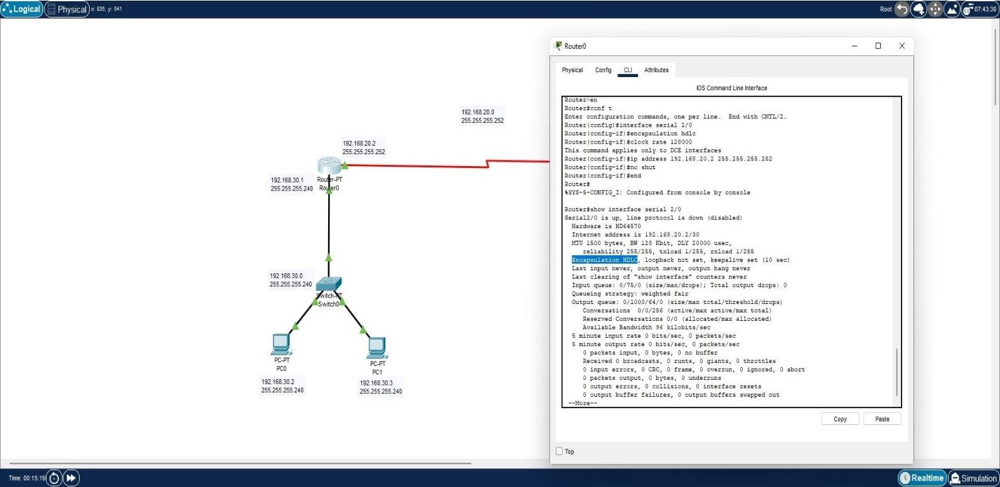 Logical
Physical
x: 835, y: 541
Root
07:43:30
192.168.20.0
255.255.255.252
192.168.20.2
255.255.255.252
192.168.30.1
255.255.255.240
Router-PT
Router0
192.168.30.0
255.255.255.240
Switch-PT
Switch0
PC-PT
PC0
192.168.30.2
255.255.255.240
PC-PT
PC1
192.168.30.3
255.255.255.240
Router0
Physical Config CLI Attributes
IOS Command Line Interface
Router>en
Router#conf t
Enter configuration commands, one per line.  End with CNTL/Z.
Router(config)#interface serial 2/0
Router(config-if)#encapsulation hdlc
Router(config-if)#clock rate 128000
This command applies only to DCE interfaces
Router(config-if)#ip address 192.168.20.2 255.255.255.252
Router(config-if)#no shut
Router(config-if)#end
Router#
%SYS-5-CONFIG_I: Configured from console by console
Router#show interface serial 2/0
Serial2/0 is up, line protocol is down (disabled)
Hardware is HD64570
Internet address is 192.168.20.2/30
MTU 1500 bytes, BW 128 Kbit, DLY 20000 usec,
reliability 255/255, txload 1/255, rxload 1/255
Encapsulation HDLC, loopback not set, keepalive set (10 sec)
Last input never, output never, output hang never
Last clearing of "show interface" counters never
Input queue: 0/75/0 (size/max/drops); Total output drops: 0
Queueing strategy: weighted fair
Output queue: 0/1000/64/0 (size/max total/threshold/drops)
Conversations  0/0/256 (active/max active/max total)
Reserved Conversations 0/0 (allocated/max allocated)
Available Bandwidth 96 kilobits/sec
5 minute input rate 0 bits/sec, 0 packets/sec
5 minute output rate 0 bits/sec, 0 packets/sec
0 packets input, 0 bytes, 0 no buffer
Received 0 broadcasts, 0 runts, 0 giants, 0 throttles
0 input errors, 0 CRC, 0 frame, 0 overrun, 0 ignored, 0 abort
0 packets output, 0 bytes, 0 underruns
0 output errors, 0 collisions, 0 interface resets
0 output buffer failures, 0 output buffers swapped out
--More--
Copy Paste
Top
Time: 00:15:19
Realtime
Simulation